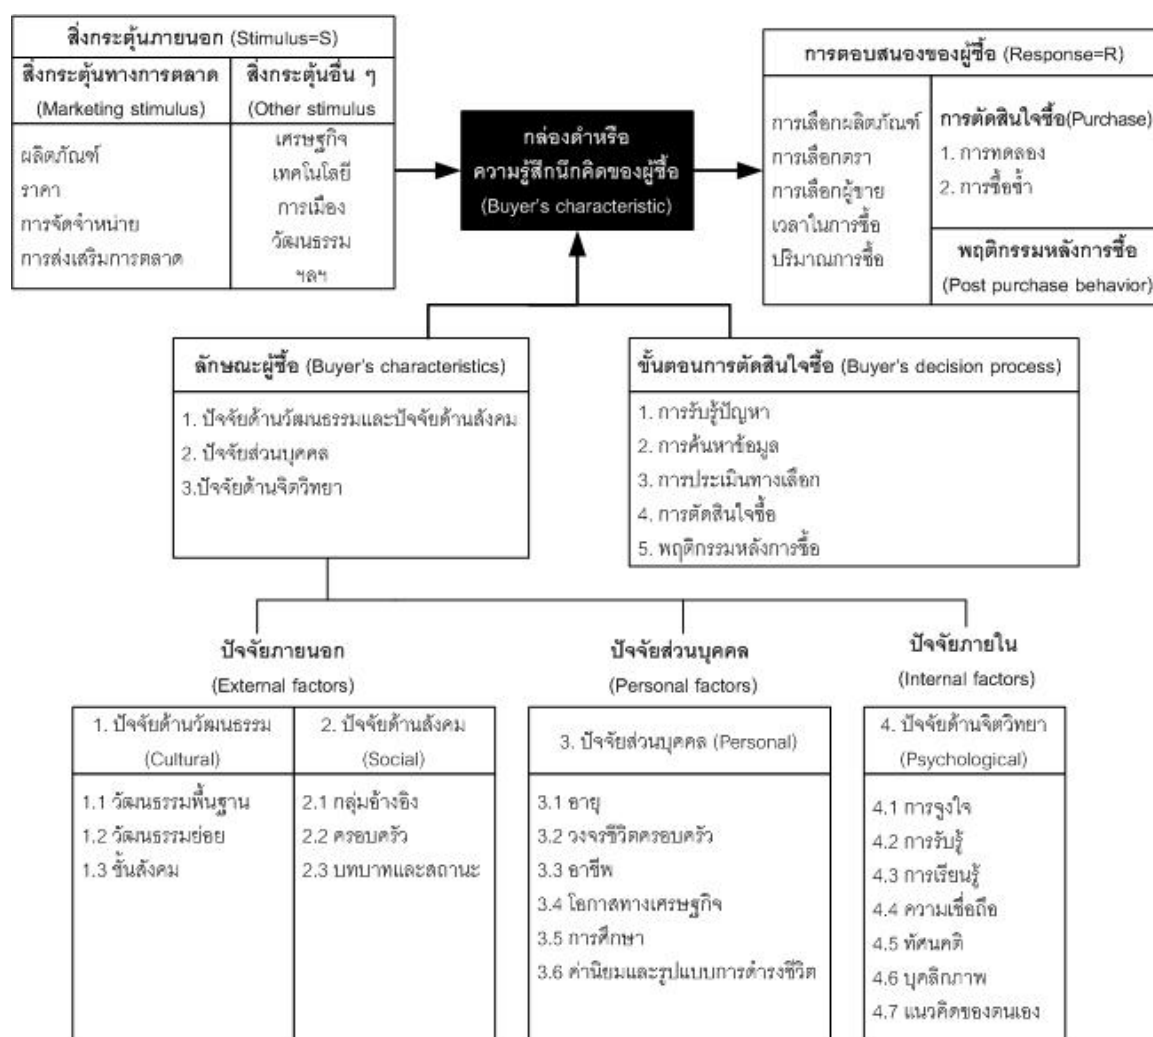 สิ่งกระตุ้นภายนอก (Stimulus=S)
สิ่งกระตุ้นทางการตลาด
(Marketing stimulus)
สิ่งกระตุ้นอื่น ๆ
(Other stimulus
ผลิตภัณฑ์
ราคา
การจัดจำหน่าย
การส่งเสริมการตลาด
เศรษฐกิจ
เทคโนโลยี
การเมือง
วัฒนธรรม
ฯลฯ
กล่องดำหรือ
ความรู้สึกนึกคิดของผู้ซื้อ
(Buyer's characteristic)
การตอบสนองของผู้ซื้อ (Response=R)
การเลือกผลิตภัณฑ์
การเลือกตรา
การเลือกผู้ขาย
เวลาในการซื้อ
ปริมาณการซื้อ
การตัดสินใจซื้อ(Purchase)
1. การทดลอง
2. การซื้อซ้ำ
พฤติกรรมหลังการซื้อ
(Post purchase behavior)
ลักษณะผู้ซื้อ (Buyer's characteristics)
1. ปัจจัยด้านวัฒนธรรมและปัจจัยด้านสังคม
2. ปัจจัยส่วนบุคคล
3.ปัจจัยด้านจิตวิทยา
ขั้นตอนการตัดสินใจซื้อ (Buyer's decision process)
1. การรับรู้ปัญหา
2. การค้นหาข้อมูล
3. การประเมินทางเลือก
4. การตัดสินใจซื้อ
5. พฤติกรรมหลังการซื้อ
ปัจจัยภายนอก
(External factors)
1. ปัจจัยด้านวัฒนธรรม
(Cultural)
1.1 วัฒนธรรมพื้นฐาน
1.2 วัฒนธรรมย่อย
1.3 ชั้นสังคม
2. ปัจจัยด้านสังคม
(Social)
2.1 กลุ่มอ้างอิง
2.2 ครอบครัว
2.3 บทบาทและสถานะ
ปัจจัยส่วนบุคคล
(Personal factors)
3. ปัจจัยส่วนบุคคล (Personal)
3.1 อายุ
3.2 วงจรชีวิตครอบครัว
3.3 อาชีพ
3.4 โอกาสทางเศรษฐกิจ
3.5 การศึกษา
3.6 ค่านิยมและรูปแบบการดำรงชีวิต
ปัจจัยภายใน
(Internal factors)
4. ปัจจัยด้านจิตวิทยา
(Psychological)
4.1 การจูงใจ
4.2 การรับรู้
4.3 การเรียนรู้
4.4 ความเชื่อถือ
4.5 ทัศนคติ
4.6 บุคลิกภาพ
4.7 แนวคิดของตนเอง